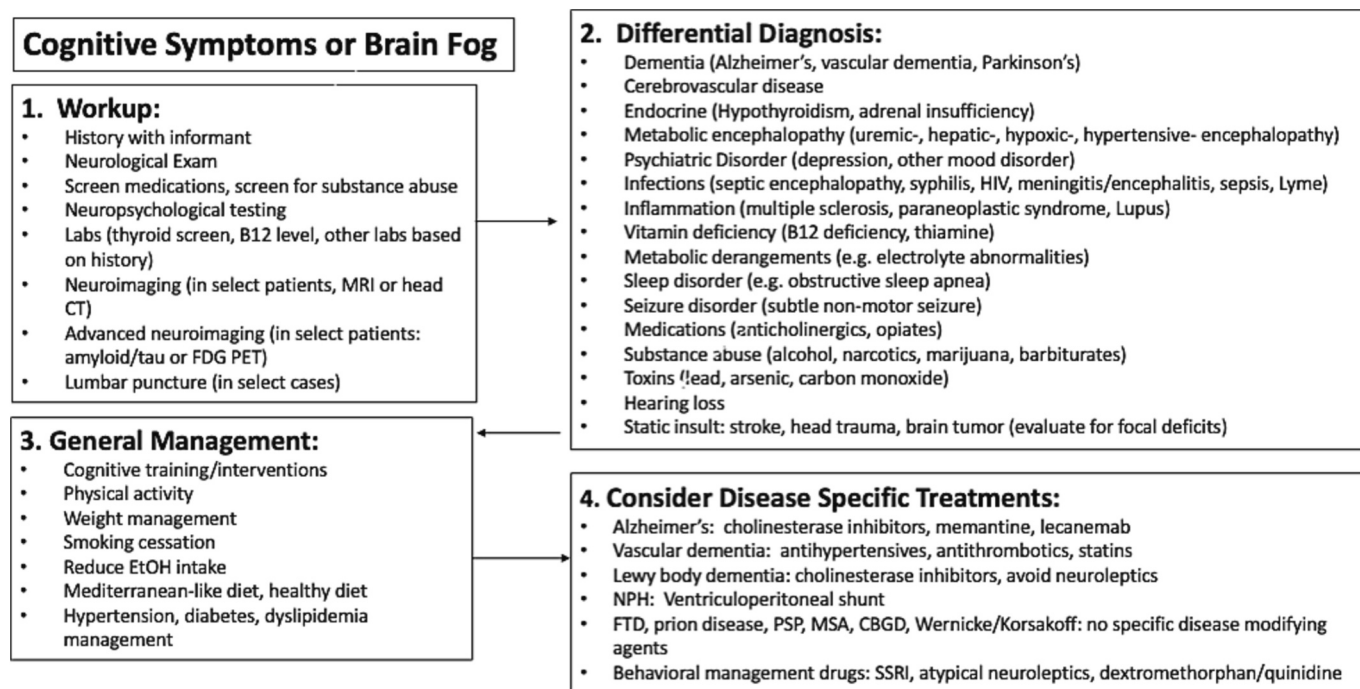 Cognitive Symptoms or Brain Fog
1. Workup:
• History with informant
• Neurological Exam
• Screen medications, screen for substance abuse
• Neuropsychological testing
• Labs (thyroid screen, B12 level, other labs based
on history)
• Neuroimaging (in select patients, MRI or head
CT)
• Advanced neuroimaging (in select patients:
amyloid/tau or FDG PET)
• Lumbar puncture (in select cases)
2. Differential Diagnosis:
• Dementia (Alzheimer's, vascular dementia, Parkinson's)
• Cerebrovascular disease
• Endocrine (Hypothyroidism, adrenal insufficiency)
• Metabolic encephalopathy (uremic-, hepatic-, hypoxic-, hypertensive- encephalopathy)
• Psychiatric Disorder (depression, other mood disorder)
• Infections (septic encephalopathy, syphilis, HIV, meningitis/encephalitis, sepsis, Lyme)
• Inflammation (multiple sclerosis, paraneoplastic syndrome, Lupus)
• Vitamin deficiency (B12 deficiency, thiamine)
• Metabolic derangements (e.g. electrolyte abnormalities)
• Sleep disorder (e.g. obstructive sleep apnea)
• Seizure disorder (subtle non-motor seizure)
• Medications (anticholinergics, opiates)
• Substance abuse (alcohol, narcotics, marijuana, barbiturates)
• Toxins (lead, arsenic, carbon monoxide)
• Hearing loss
• Static insult: stroke, head trauma, brain tumor (evaluate for focal deficits)
3. General Management:
• Cognitive training/interventions
• Physical activity
• Weight management
• Smoking cessation
• Reduce EtOH intake
• Mediterranean-like diet, healthy diet
• Hypertension, diabetes, dyslipidemia
management
4. Consider Disease Specific Treatments:
• Alzheimer's: cholinesterase inhibitors, memantine, lecanemab
• Vascular dementia: antihypertensives, antithrombotics, statins
• Lewy body dementia: cholinesterase inhibitors, avoid neuroleptics
• NPH: Ventriculoperitoneal shunt
• FTD, prion disease, PSP, MSA, CBGD, Wernicke/Korsakoff: no specific disease modifying
agents
• Behavioral management drugs: SSRI, atypical neuroleptics, dextromethorphan/quinidine